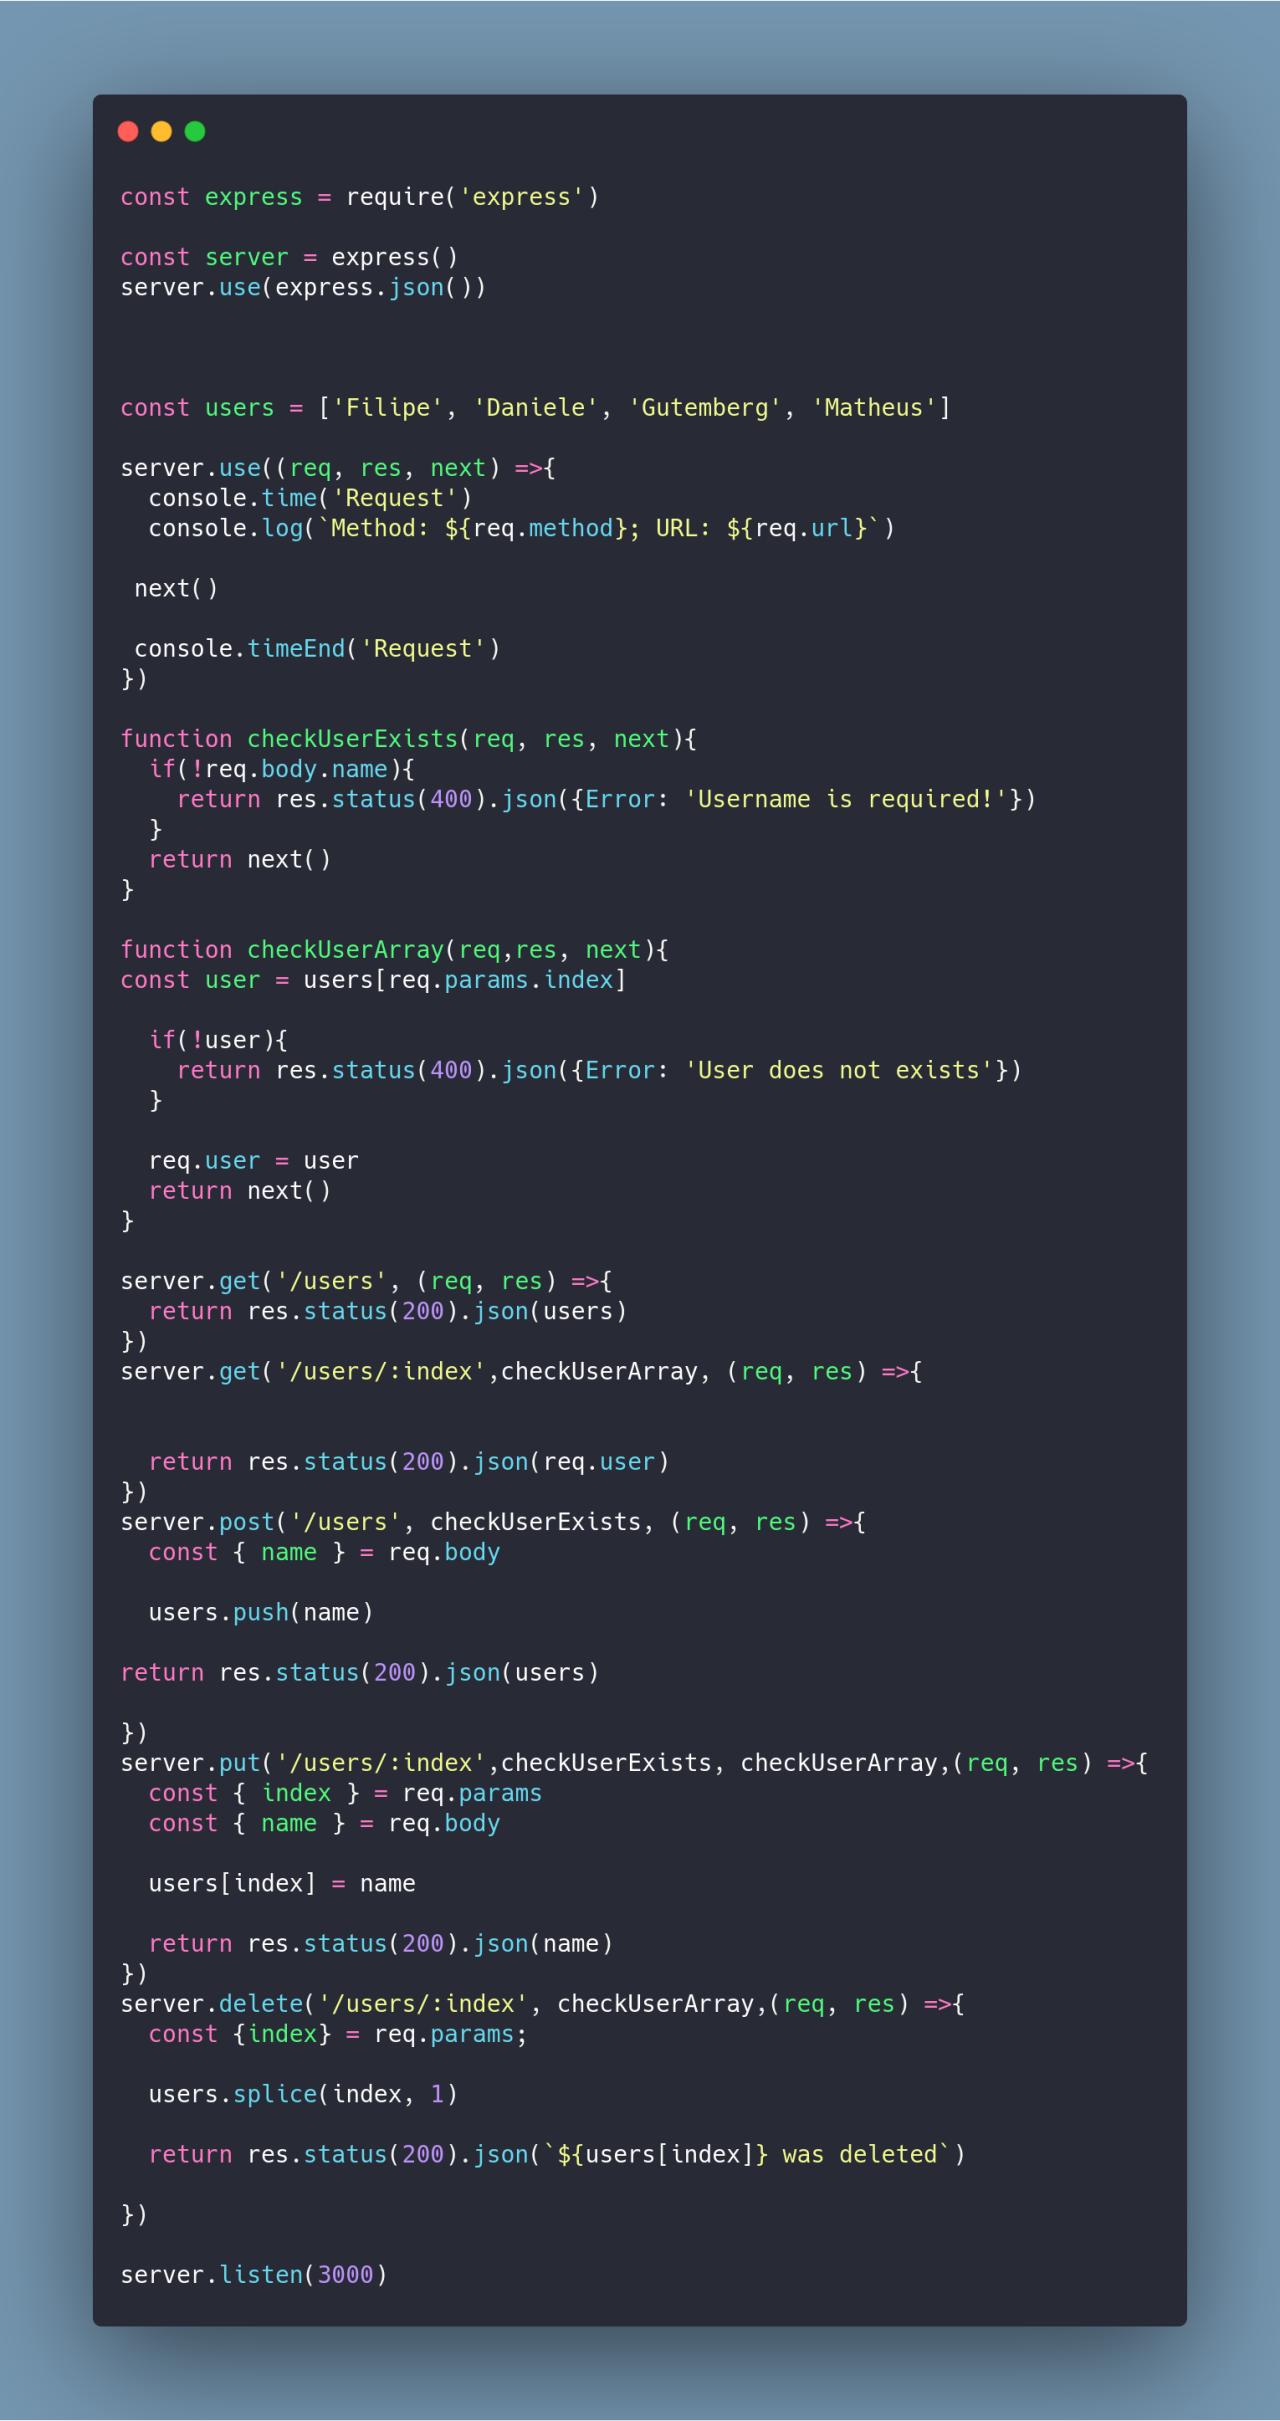 const express = require('express')

const server = express()
server.use(express.json())

const users = ['Filipe', 'Daniele', 'Gutemberg', 'Matheus']

server.use((req, res, next) =>{
  console.time('Request')
  console.log(`Method: ${req.method}; URL: ${req.url}`)

 next()

 console.timeEnd('Request')
})

function checkUserExists(req, res, next){
  if(!req.body.name){
    return res.status(400).json({Error: 'Username is required!'})
  }
  return next()
}

function checkUserArray(req,res, next){
const user = users[req.params.index]

  if(!user){
    return res.status(400).json({Error: 'User does not exists'})
  }

  req.user = user
  return next()
}

server.get('/users', (req, res) =>{
  return res.status(200).json(users)
})
server.get('/users/:index',checkUserArray, (req, res) =>{

  return res.status(200).json(req.user)
})
server.post('/users', checkUserExists, (req, res) =>{
  const { name } = req.body

  users.push(name)

return res.status(200).json(users)

})
server.put('/users/:index',checkUserExists, checkUserArray,(req, res) =>{
  const { index } = req.params
  const { name } = req.body

  users[index] = name

  return res.status(200).json(name)
})
server.delete('/users/:index', checkUserArray,(req, res) =>{
  const {index} = req.params;

  users.splice(index, 1)

  return res.status(200).json(`${users[index]} was deleted`)

})

server.listen(3000)